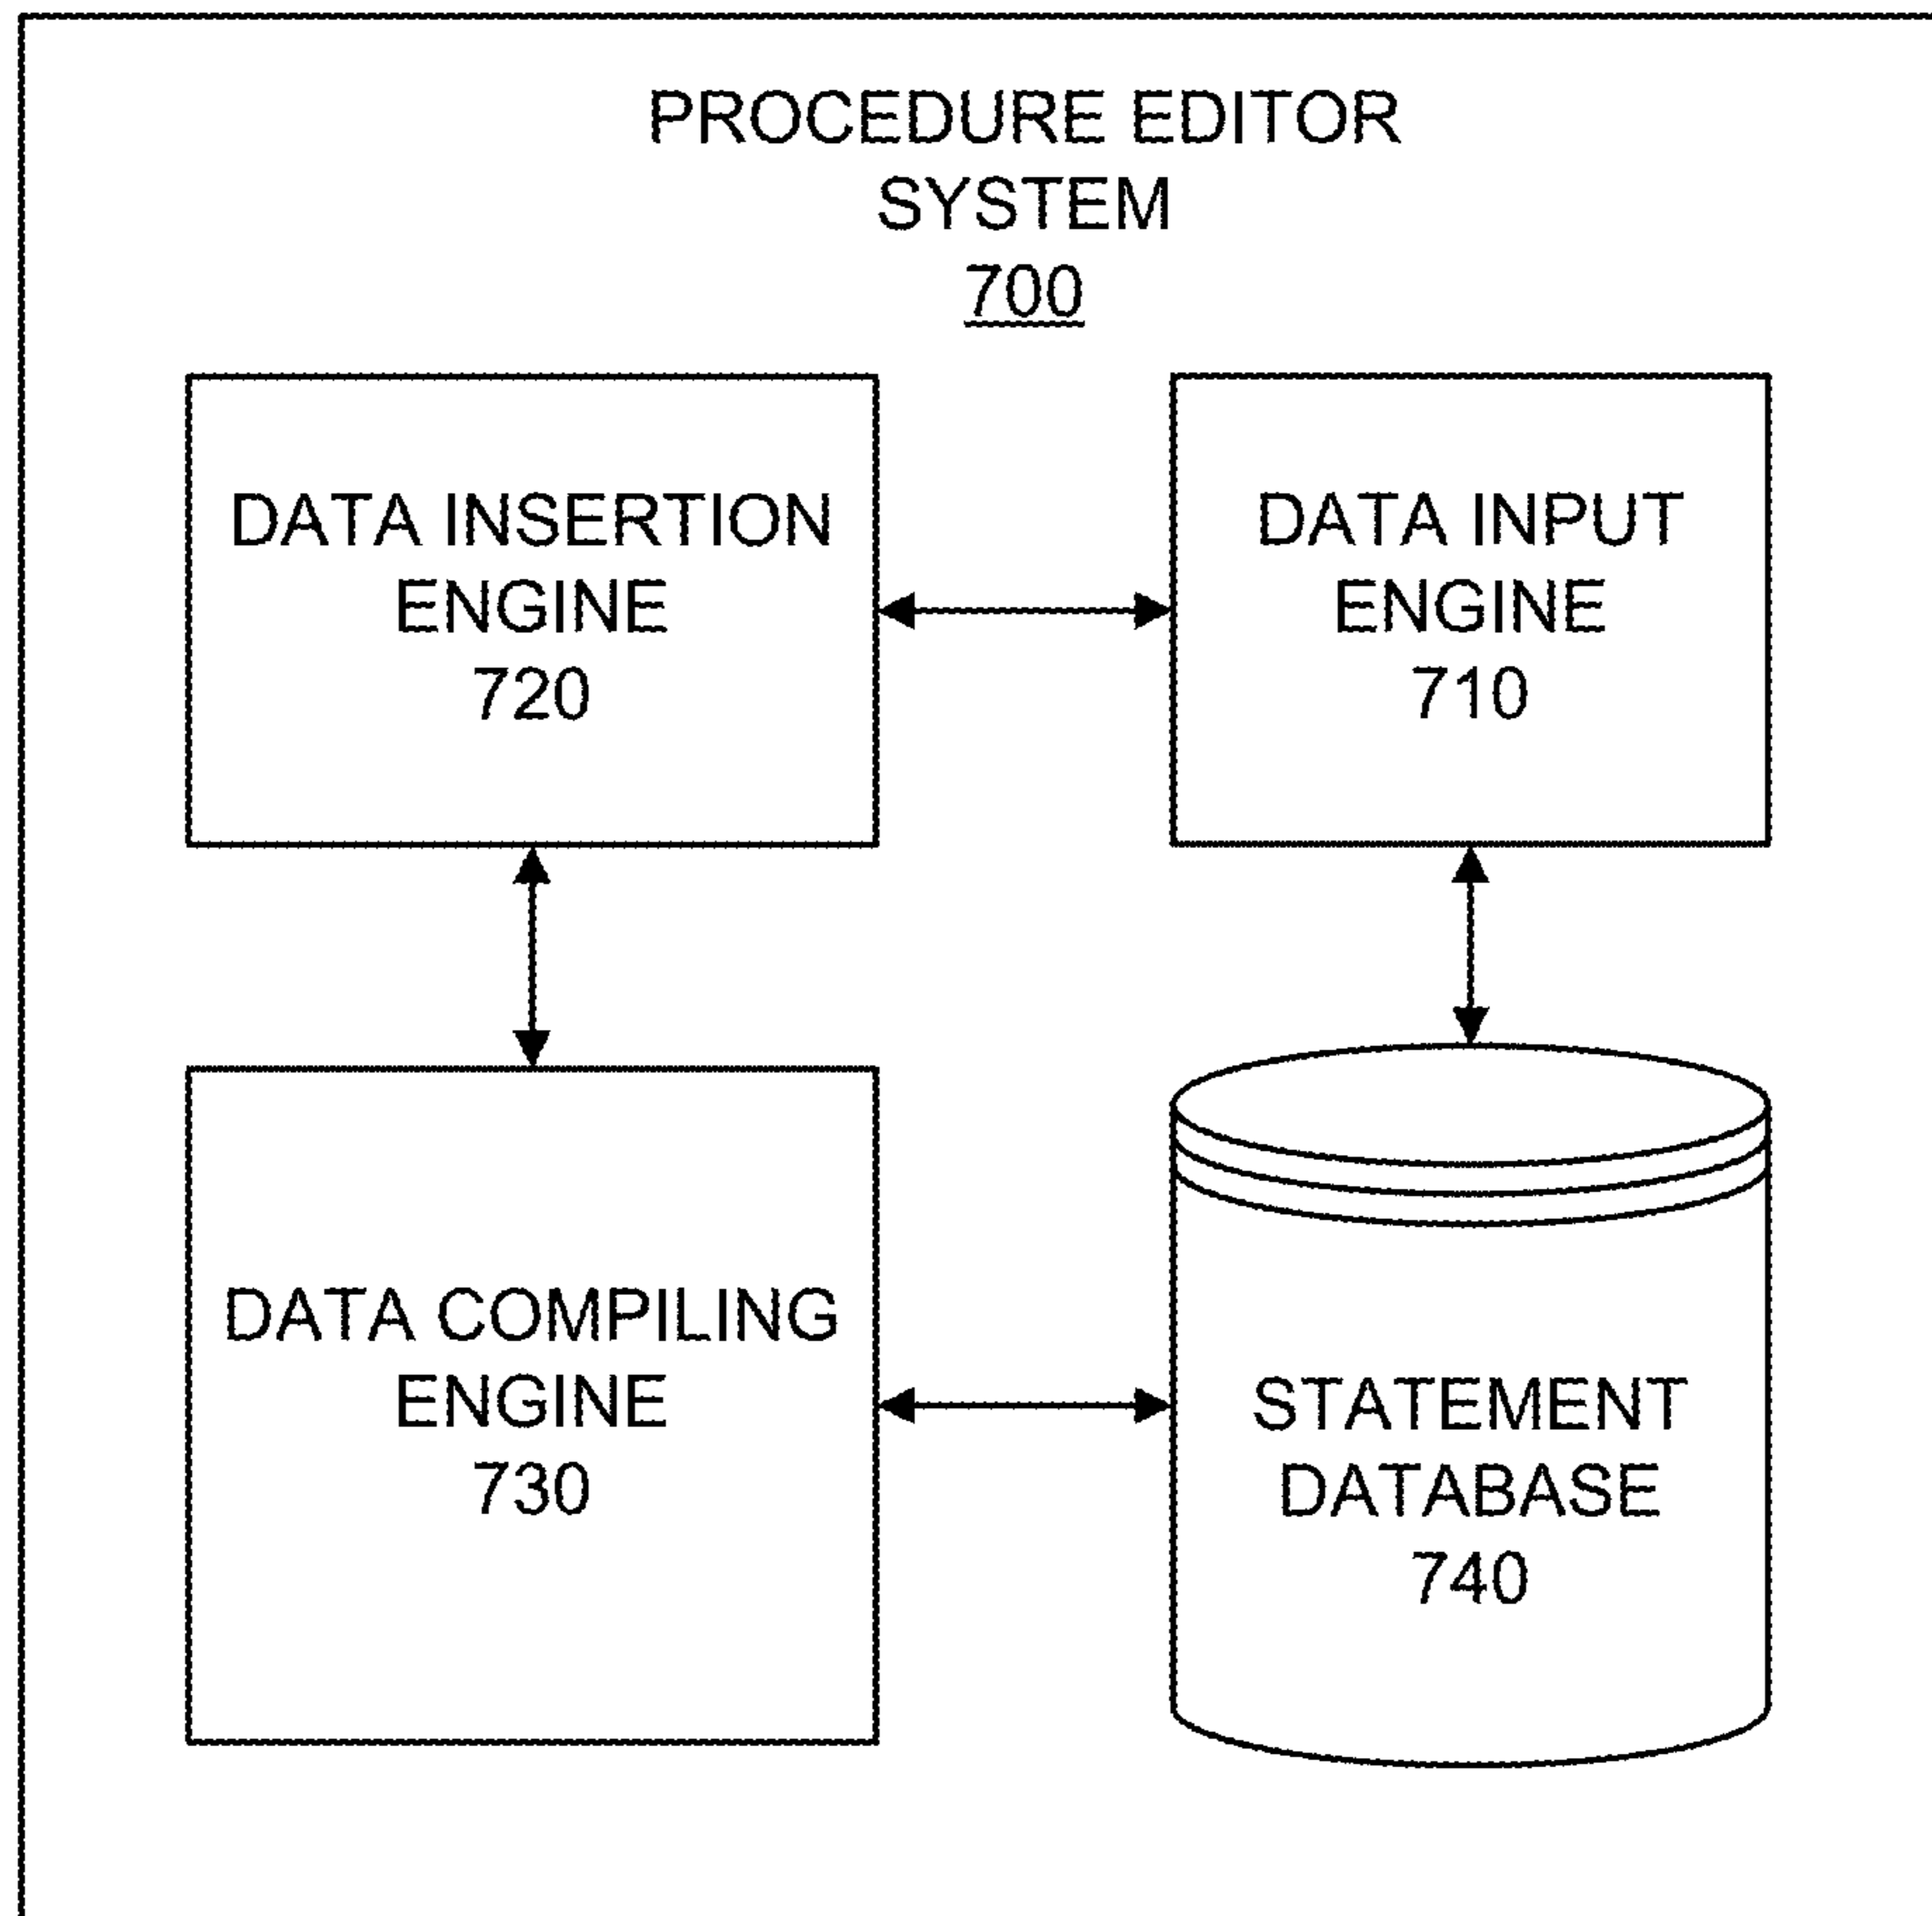 PROCEDURE EDITOR
SYSTEM
700
DATA INSERTION
ENGINE
720
DATA INPUT
ENGINE
710
DATA COMPILING
ENGINE
730
STATEMENT
DATABASE
740